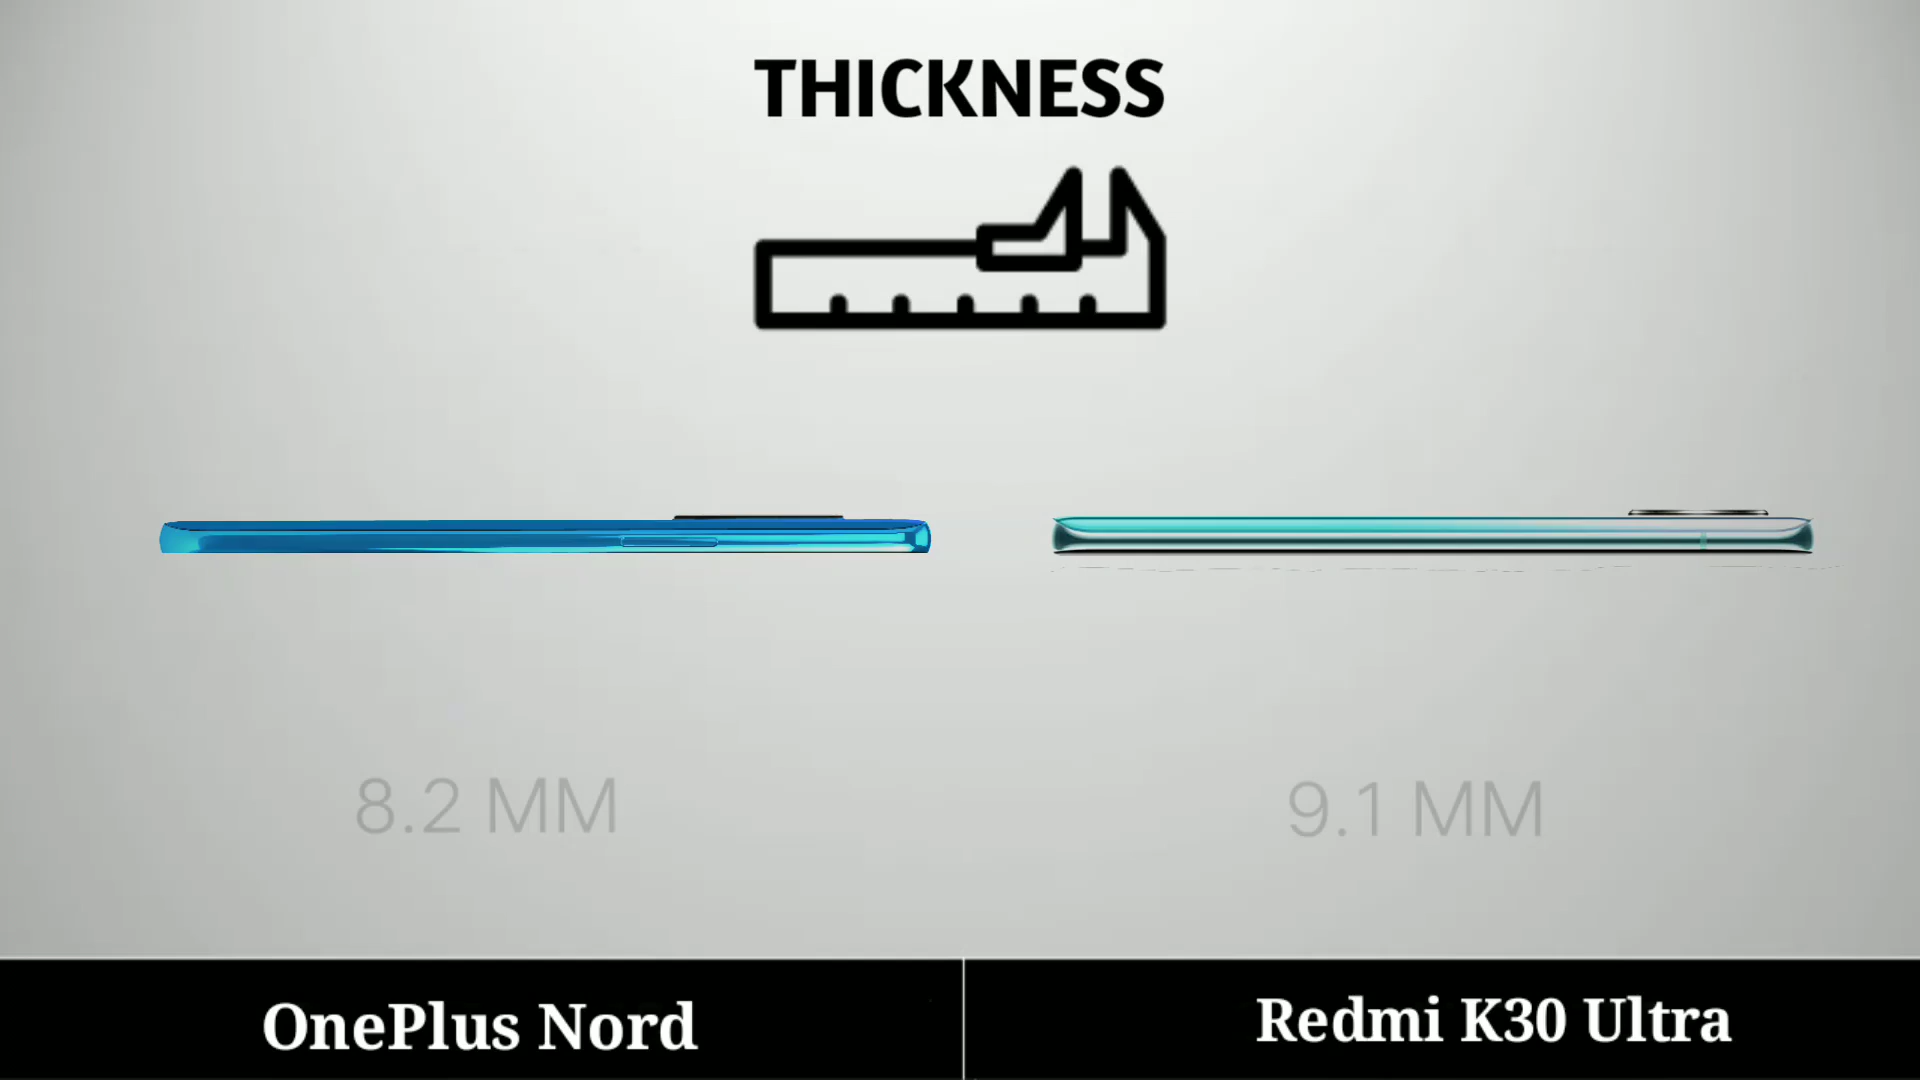 THICKNESS
8.2 MM
9.1 MM
OnePlus Nord
Redmi K30 Ultra